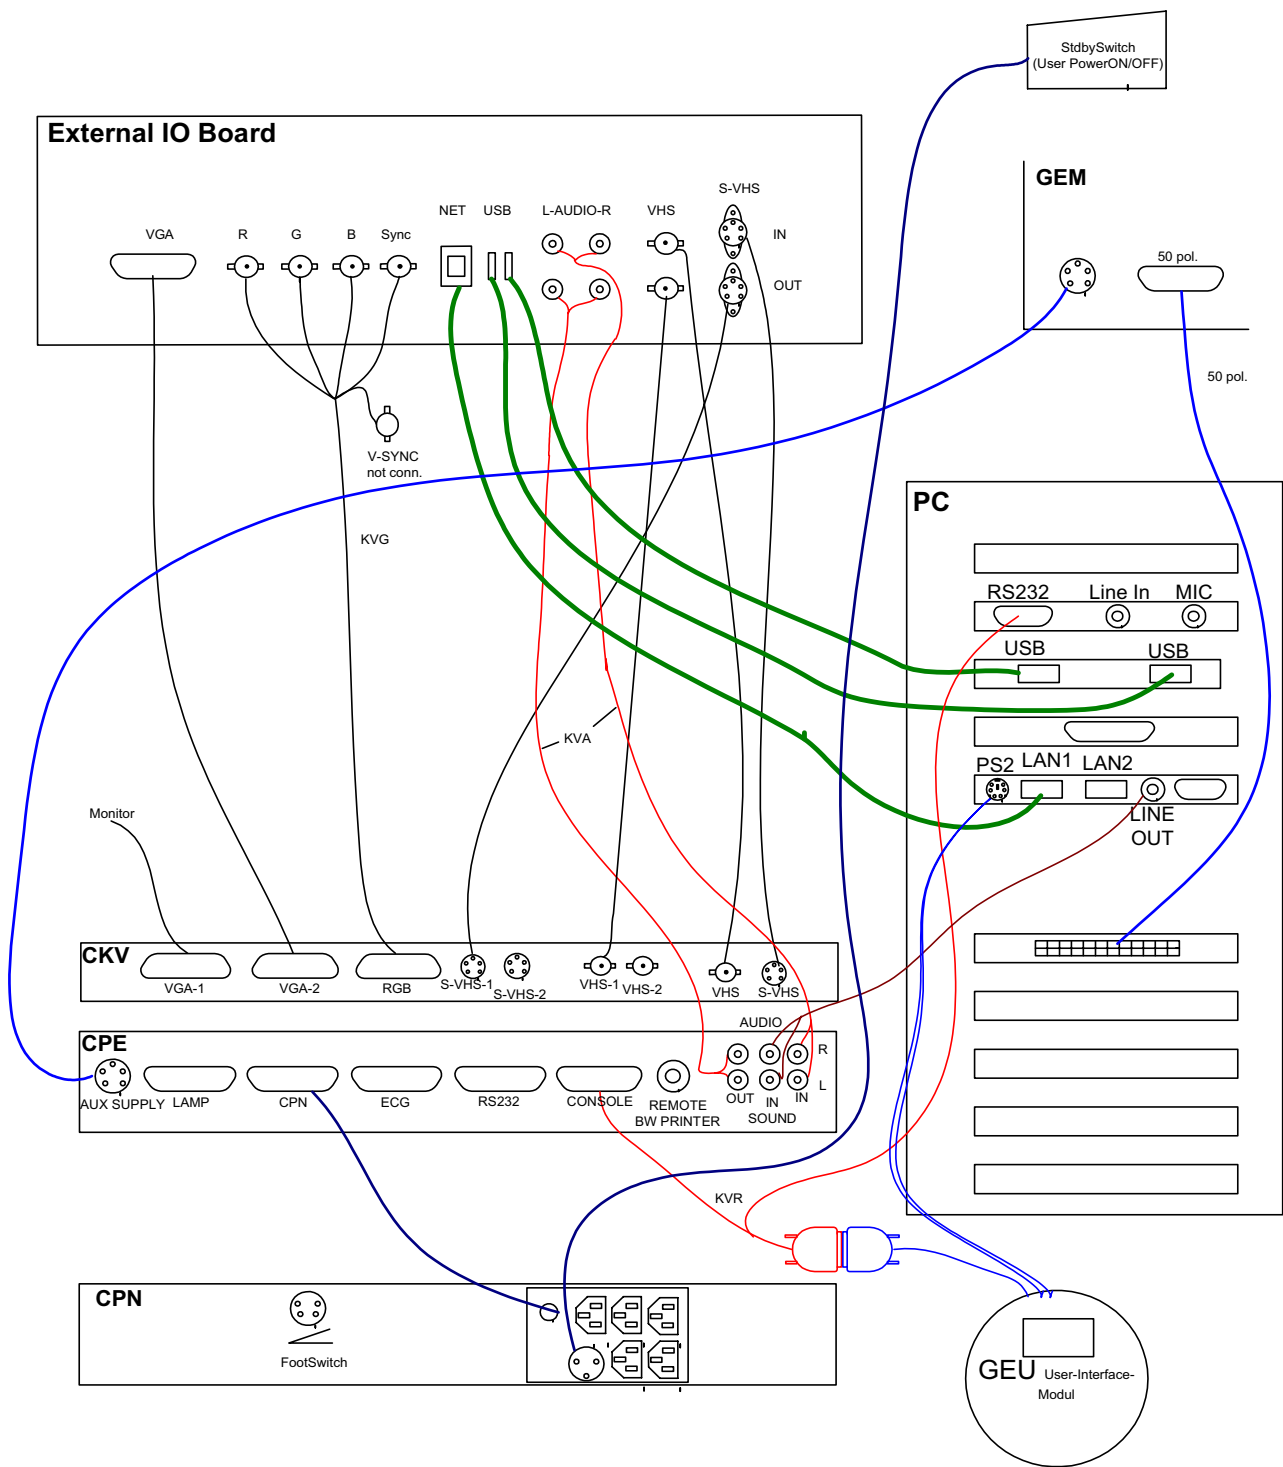 StdbySwitch
(User PowerON/OFF)
External IO Board
S-VHS
NET
USB
L-AUDIO-R
VHS
VGA
R
G
B
Sync
IN
OUT
GEM
50 pol.
50 pol.
V-SYNC
not conn.
KVG
PC
RS232
Line In
MIC
USB
USB
KVA
PS2
LAN1
LAN2
LINE
OUT
Monitor
CKV
VGA-1
VGA-2
RGB
S-VHS-1
S-VHS-2
VHS-1
VHS-2
VHS
S-VHS
AUDIO
CPE
R
L
AUX SUPPLY
LAMP
CPN
ECG
RS232
CONSOLE
REMOTE
BW PRINTER
OUT
IN
IN
SOUND
KVR
CPN
FootSwitch
GEU
User-Interface-
Modul